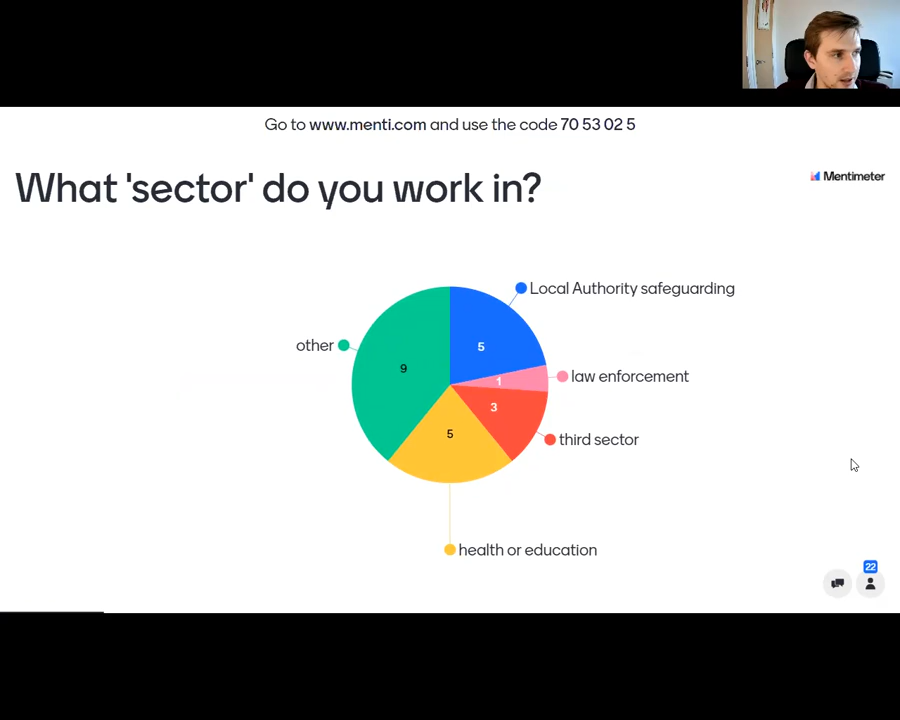 Go to www.menti.com and use the code 70 53 02 5
What 'sector' do you work in?
Mentimeter
Local Authority safeguarding
5
other
9
law enforcement
1
3
third sector
5
health or education
22